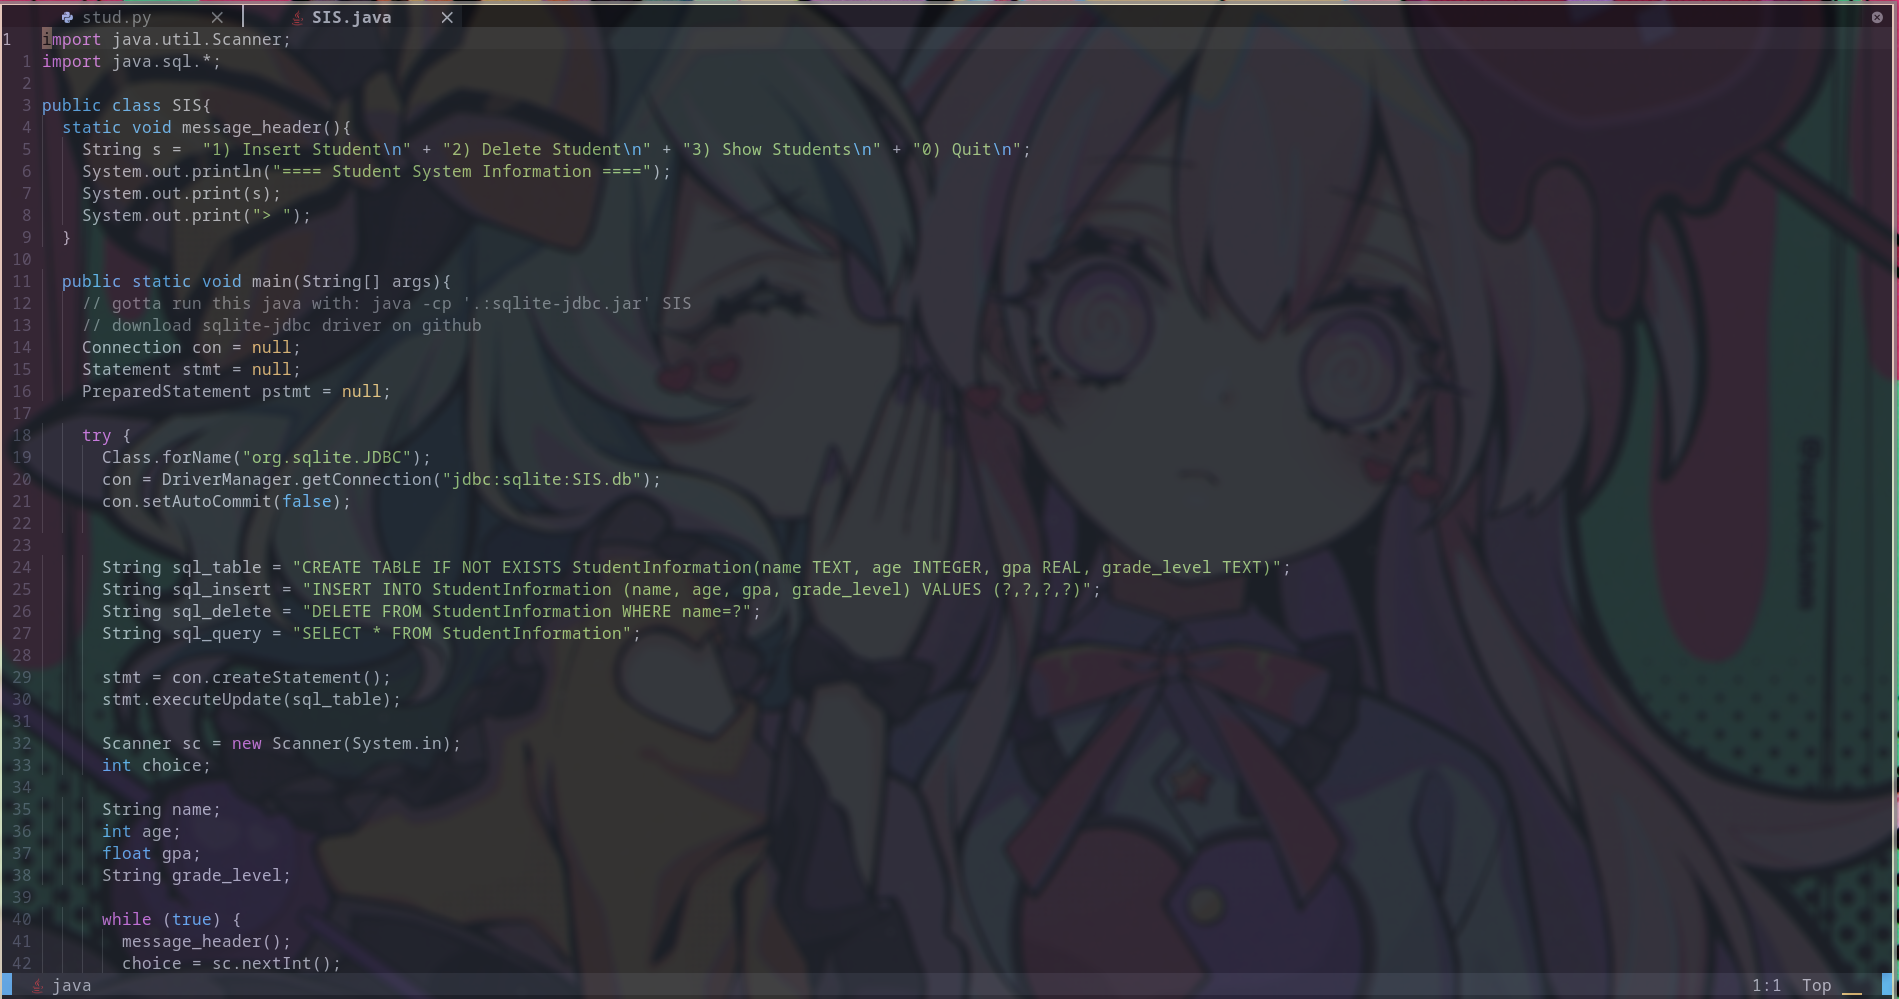 stud.py SIS.java
1 import java.util.Scanner;
1 import java.sql.*;
2
3 public class SIS{
4   static void message_header(){
5     String s =  "1) Insert Student\n" + "2) Delete Student\n" + "3) Show Students\n" + "0) Quit\n";
6     System.out.println("==== Student System Information ====");
7     System.out.print(s);
8     System.out.print("> ");
9   }
10
11   public static void main(String[] args){
12     // gotta run this java with: java -cp '.:sqlite-jdbc.jar' SIS
13     // download sqlite-jdbc driver on github
14     Connection con = null;
15     Statement stmt = null;
16     PreparedStatement pstmt = null;
17
18     try {
19       Class.forName("org.sqlite.JDBC");
20       con = DriverManager.getConnection("jdbc:sqlite:SIS.db");
21       con.setAutoCommit(false);
22
23
24       String sql_table = "CREATE TABLE IF NOT EXISTS StudentInformation(name TEXT, age INTEGER, gpa REAL, grade_level TEXT)";
25       String sql_insert = "INSERT INTO StudentInformation (name, age, gpa, grade_level) VALUES (?,?,?,?)";
26       String sql_delete = "DELETE FROM StudentInformation WHERE name=?";
27       String sql_query = "SELECT * FROM StudentInformation";
28
29       stmt = con.createStatement();
30       stmt.executeUpdate(sql_table);
31
32       Scanner sc = new Scanner(System.in);
33       int choice;
34
35       String name;
36       int age;
37       float gpa;
38       String grade_level;
39
40       while (true) {
41         message_header();
42         choice = sc.nextInt();
java 1:1 Top